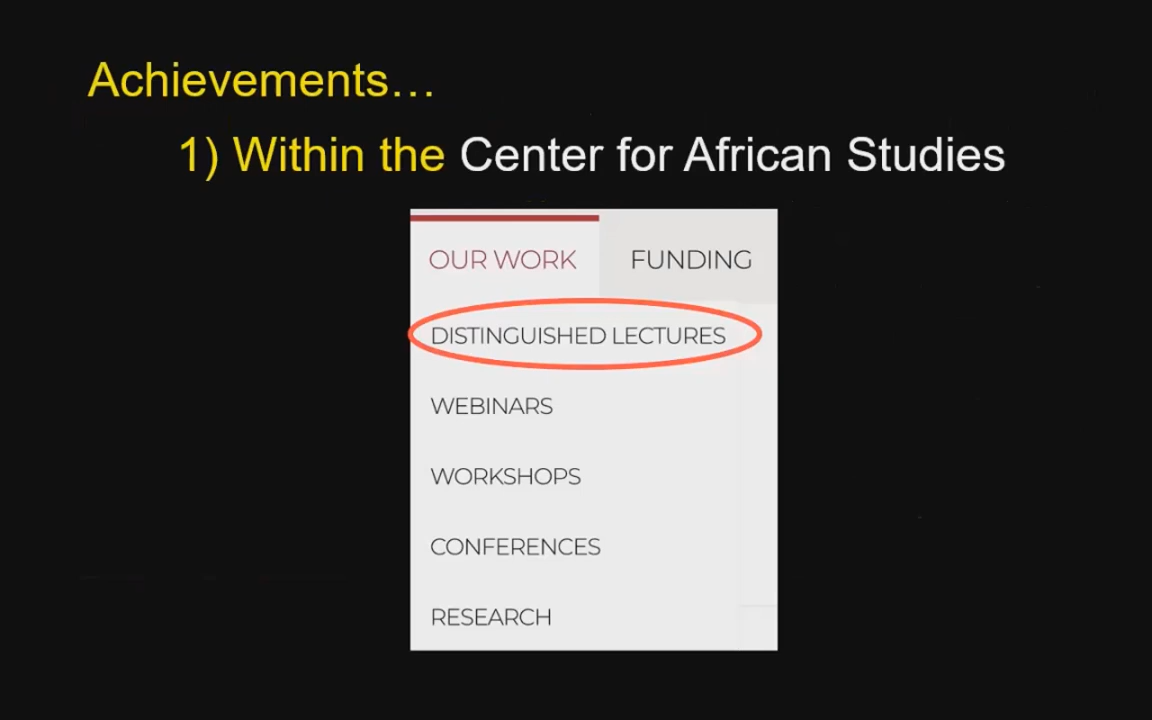 Achievements…
1) Within the Center for African Studies
OUR WORK FUNDING
DISTINGUISHED LECTURES
WEBINARS
WORKSHOPS
CONFERENCES
RESEARCH